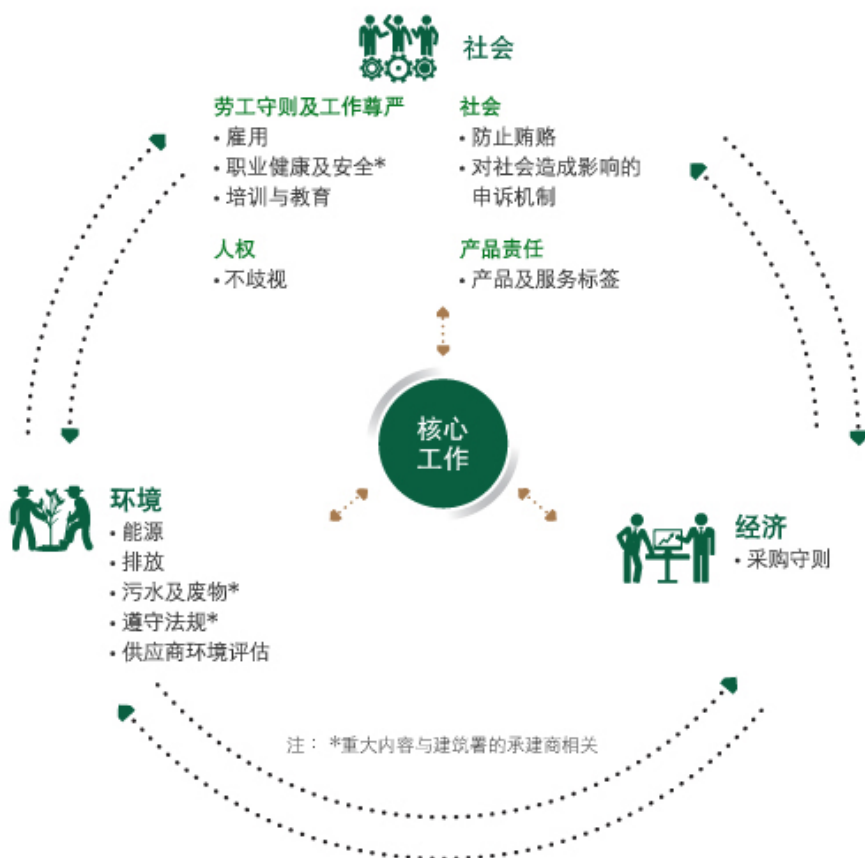 社会
劳工守则及工作尊严
• 雇用
• 职业健康及安全*
• 培训与教育
社会
• 防止贿赂
• 对社会造成影响的
申诉机制
人权
• 不歧视
产品责任
• 产品及服务标签
核心
工作
环境
• 能源
• 排放
• 污水及废物*
• 遵守法规*
• 供应商环境评估
经济
• 采购守则
注： *重大内容与建筑署的承建商相关